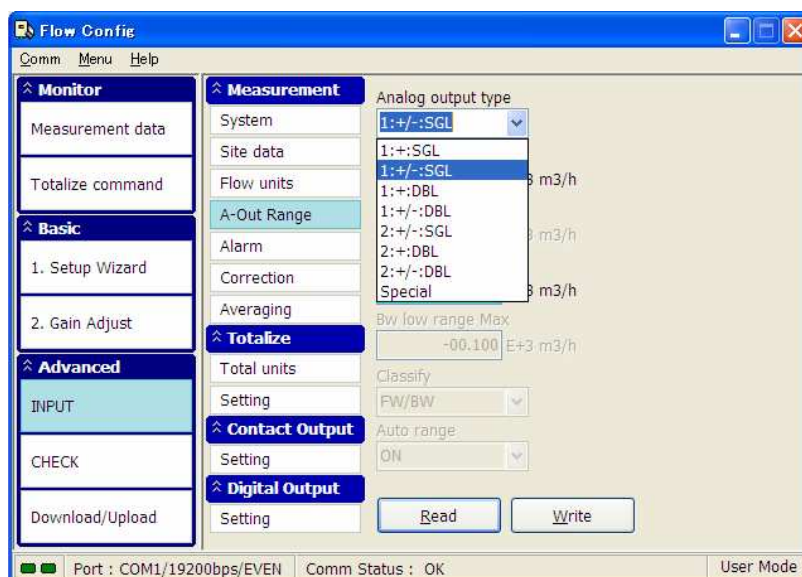 Flow Config
Comm Menu Help
Monitor
Measurement data
Totalize command
Basic
1. Setup Wizard
2. Gain Adjust
Advanced
INPUT
CHECK
Download/Upload
Measurement
System
Site data
Flow units
A-Out Range
Alarm
Correction
Averaging
Totalize
Total units
Setting
Contact Output
Setting
Digital Output
Setting
Analog output type
1:+/-:SGL
1:+:SGL
1:+/-:SGL
1:+:DBL
1:+/-:DBL
2:+/-:SGL
2:+:DBL
2:+/-:DBL
Special
3 m3/h
3 m3/h
3 m3/h
Bw low range Max
-00.100 E+3 m3/h
Classify
FW/BW
Auto range
ON
Read Write
Port : COM1/19200bps/EVEN Comm Status : OK User Mode